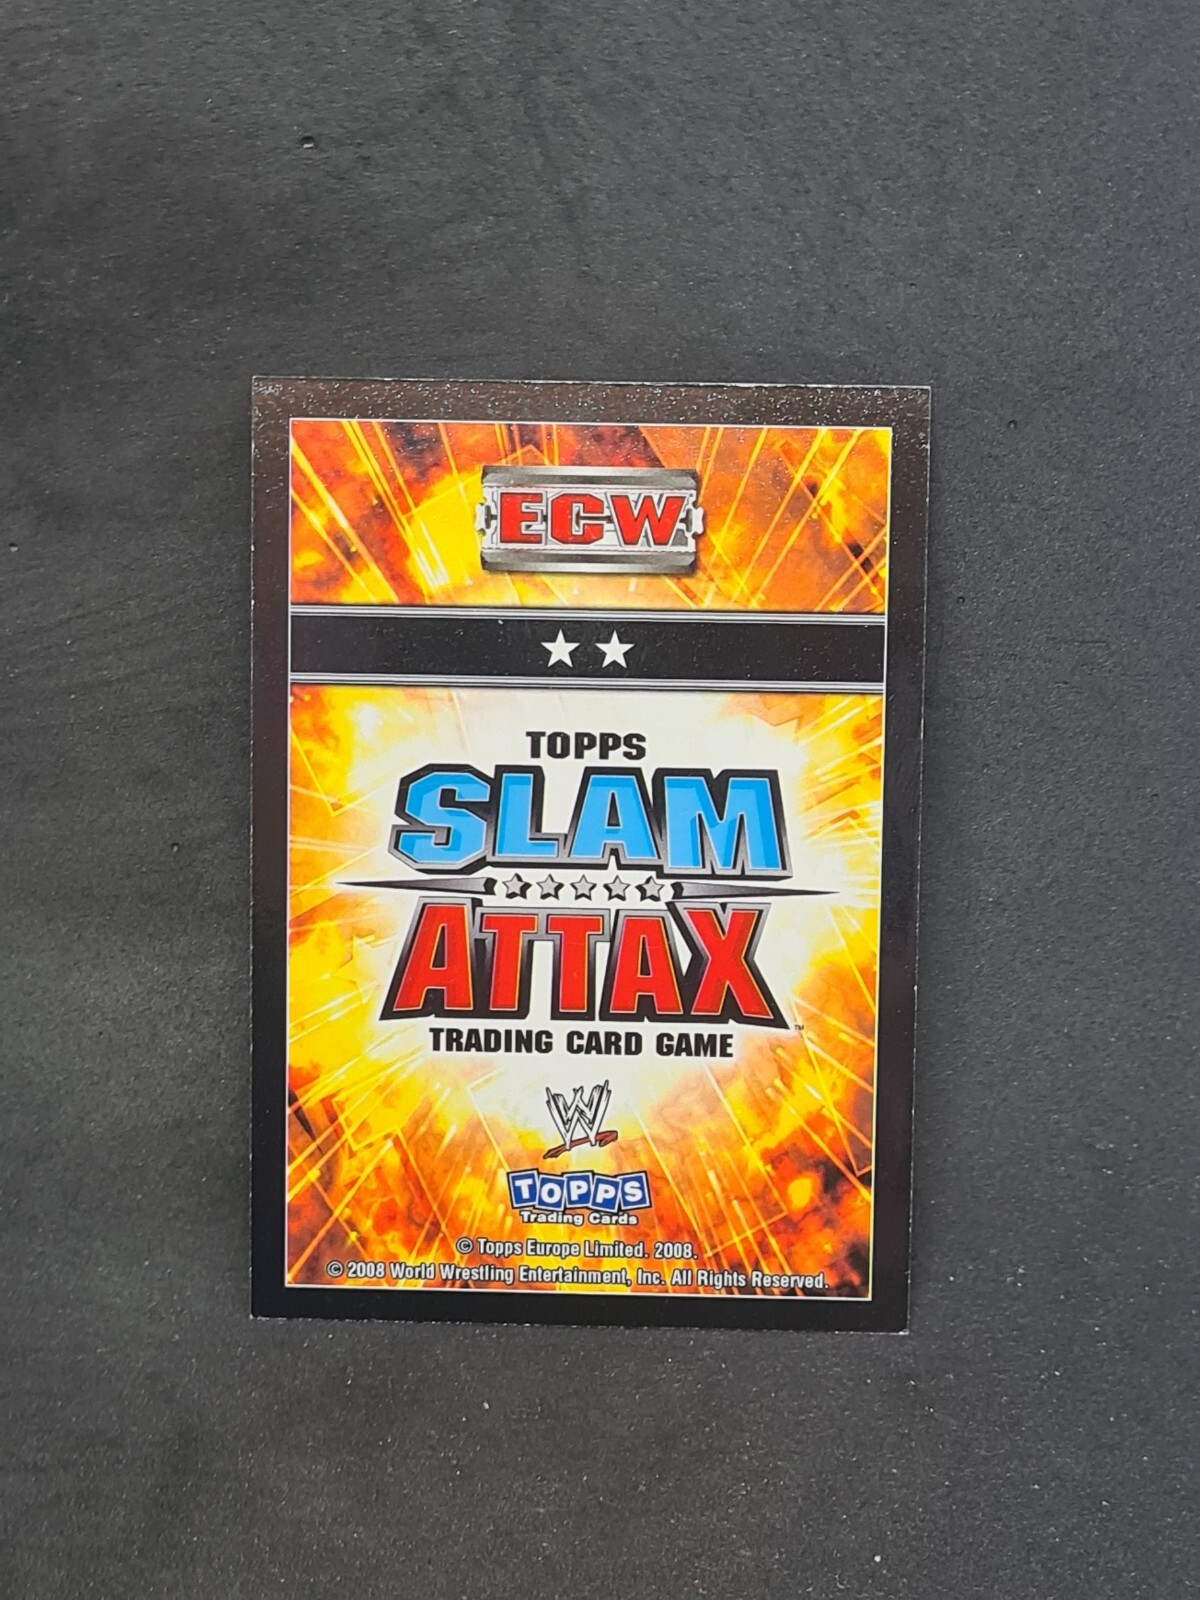 ECW
TOPPS
SLAM
ATTAX
TM
TRADING CARD GAME
W
TOPPS
Trading Cards
© Topps Europe Limited. 2008.
© 2008 World Wrestling Entertainment, Inc. All Rights Reserved.